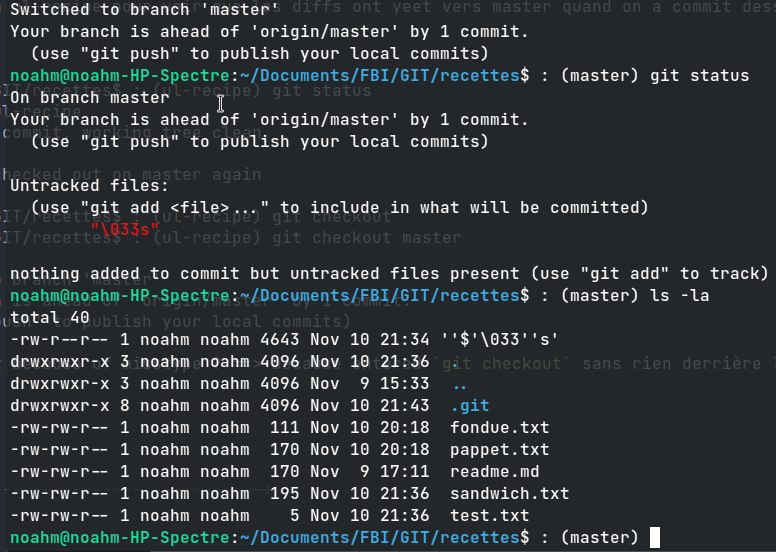 Switched to branch 'master'
Your branch is ahead of 'origin/master' by 1 commit.
  (use "git push" to publish your local commits)
noahm@noahm-HP-Spectre:~/Documents/FBI/GIT/recettes$ : (master) git status
On branch master
Your branch is ahead of 'origin/master' by 1 commit.
  (use "git push" to publish your local commits)

Untracked files:
  (use "git add <file>..." to include in what will be committed)
        "\033s"

nothing added to commit but untracked files present (use "git add" to track)
noahm@noahm-HP-Spectre:~/Documents/FBI/GIT/recettes$ : (master) ls -la
total 40
-rw-r--r-- 1 noahm noahm 4643 Nov 10 21:34 ''$'\033''s'
drwxrwxr-x 3 noahm noahm 4096 Nov 10 21:36  .
drwxrwxr-x 3 noahm noahm 4096 Nov  9 15:33  ..
drwxrwxr-x 8 noahm noahm 4096 Nov 10 21:43  .git
-rw-rw-r-- 1 noahm noahm  111 Nov 10 20:18  fondue.txt
-rw-rw-r-- 1 noahm noahm  170 Nov 10 20:18  pappet.txt
-rw-rw-r-- 1 noahm noahm  170 Nov  9 17:11  readme.md
-rw-rw-r-- 1 noahm noahm  195 Nov 10 21:36  sandwich.txt
-rw-rw-r-- 1 noahm noahm    5 Nov 10 21:36  test.txt
noahm@noahm-HP-Spectre:~/Documents/FBI/GIT/recettes$ : (master)